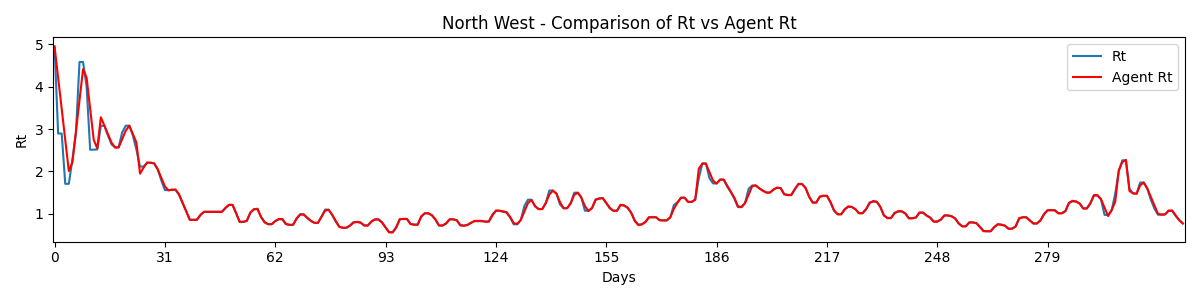 North West - Comparison of Rt vs Agent Rt
5
4
3
2
1
Rt
Rt
Agent Rt
0 31 62 93 124 155 186 217 248 279
Days